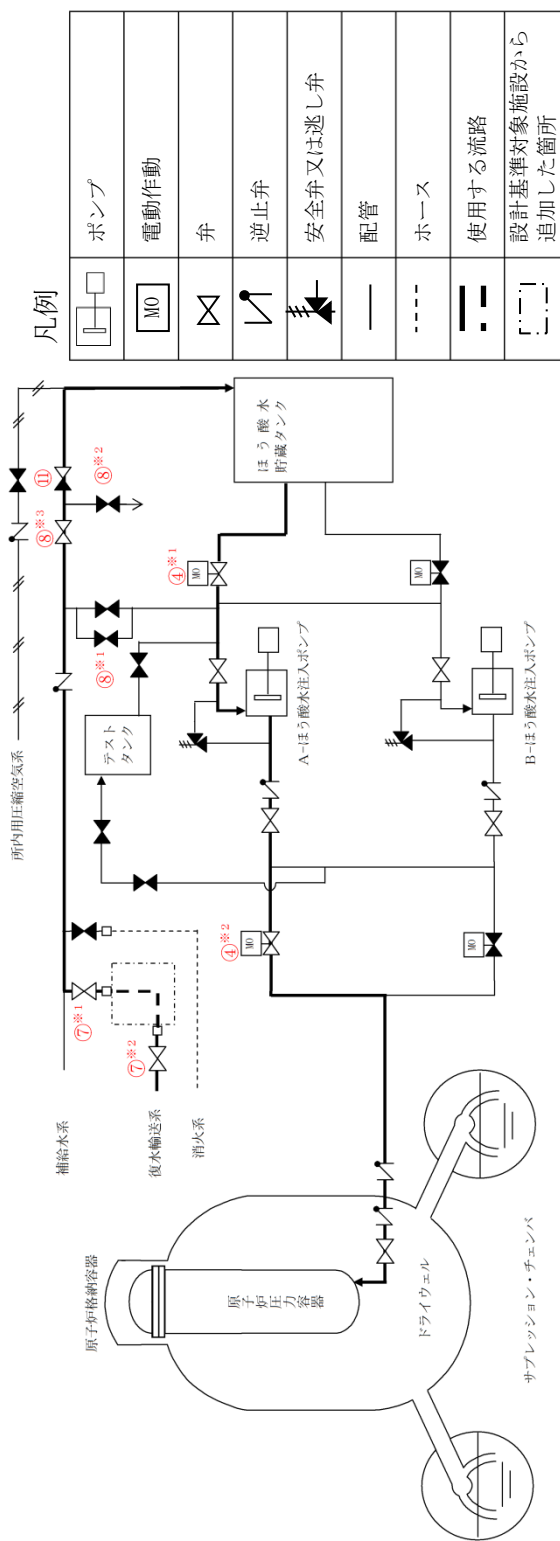 凡例
ポンプ
MO
電動作動
弁
逆止弁
安全弁又は逃し弁
配管
ホース
使用する流路
設計基準対象施設から
追加した箇所
所内用圧縮空気系
⑪
⑧※2
⑧※3
⑧※1
テスト
タンク
ほう酸水
貯蔵タンク
④※1
MO
MO
A-ほう酸水注入ポンプ
B-ほう酸水注入ポンプ
④※2
MO
MO
補給水系
⑦※1
⑦※2
復水輸送系
消火系
原子炉格納容器
原子炉
圧力
容器
ドライウェル
サプレッション・チェンバ